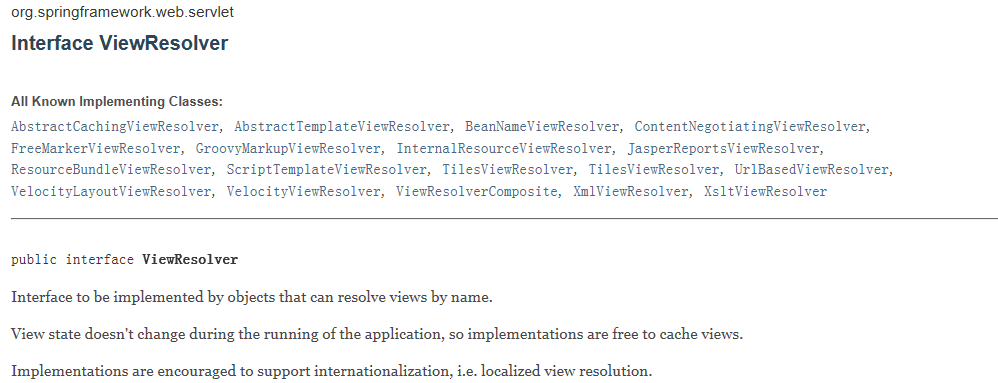 org.springframework.web.servlet
Interface ViewResolver
All Known Implementing Classes:
AbstractCachingViewResolver, AbstractTemplateViewResolver, BeanNameViewResolver, ContentNegotiatingViewResolver,
FreeMarkerViewResolver, GroovyMarkupViewResolver, InternalResourceViewResolver, JasperReportsViewResolver,
ResourceBundleViewResolver, ScriptTemplateViewResolver, TilesViewResolver, TilesViewResolver, UrlBasedViewResolver,
VelocityLayoutViewResolver, VelocityViewResolver, ViewResolverComposite, XmlViewResolver, XsltViewResolver
public interface ViewResolver
Interface to be implemented by objects that can resolve views by name.
View state doesn't change during the running of the application, so implementations are free to cache views.
Implementations are encouraged to support internationalization, i.e. localized view resolution.